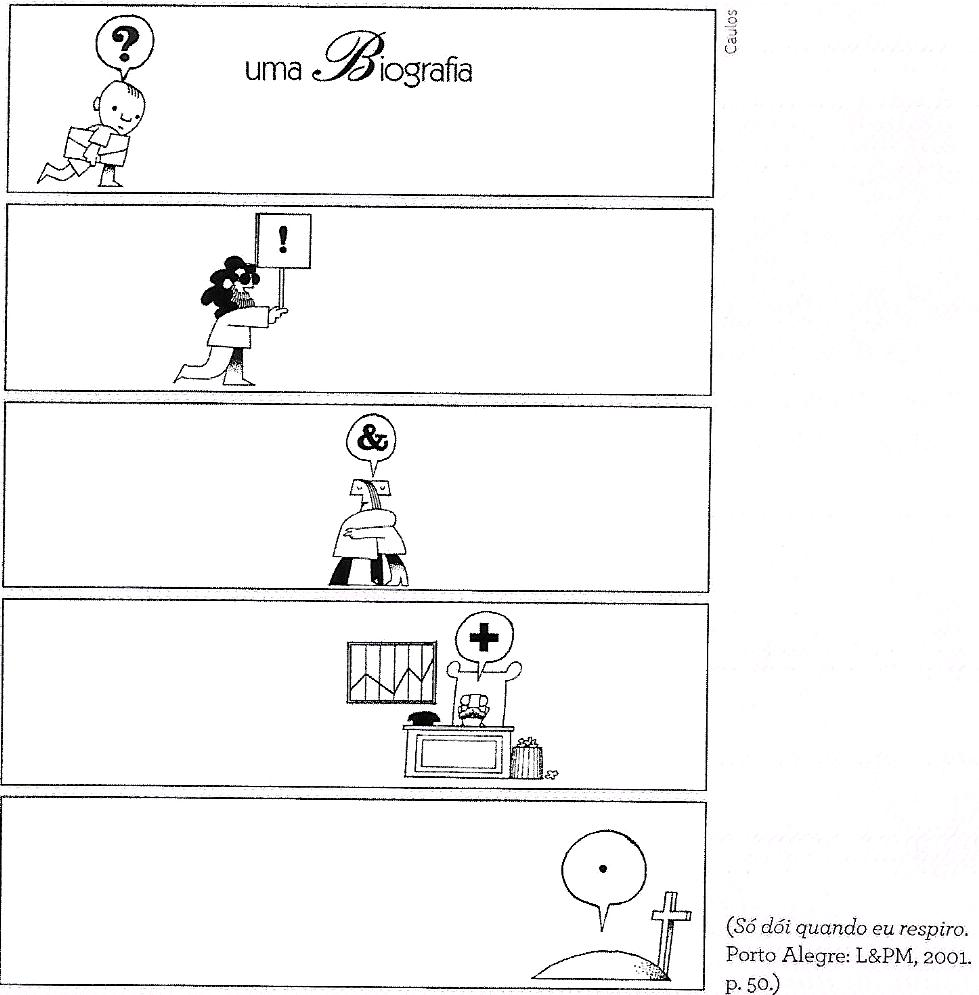 Caulos
?
uma Biografia
!
&
+
.
(Só dói quando eu respiro.
Porto Alegre: L&PM, 2001.
p. 50.)